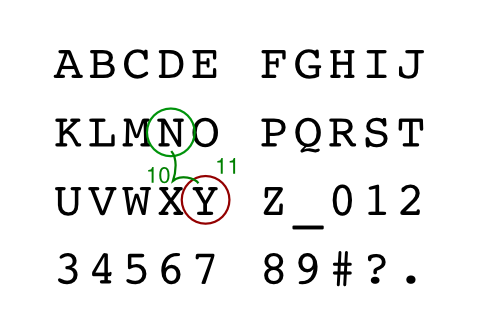 ABCDE FGHIJ
KLMNO PQRST
10 11
UVWXY Z_012
34567 89#?.